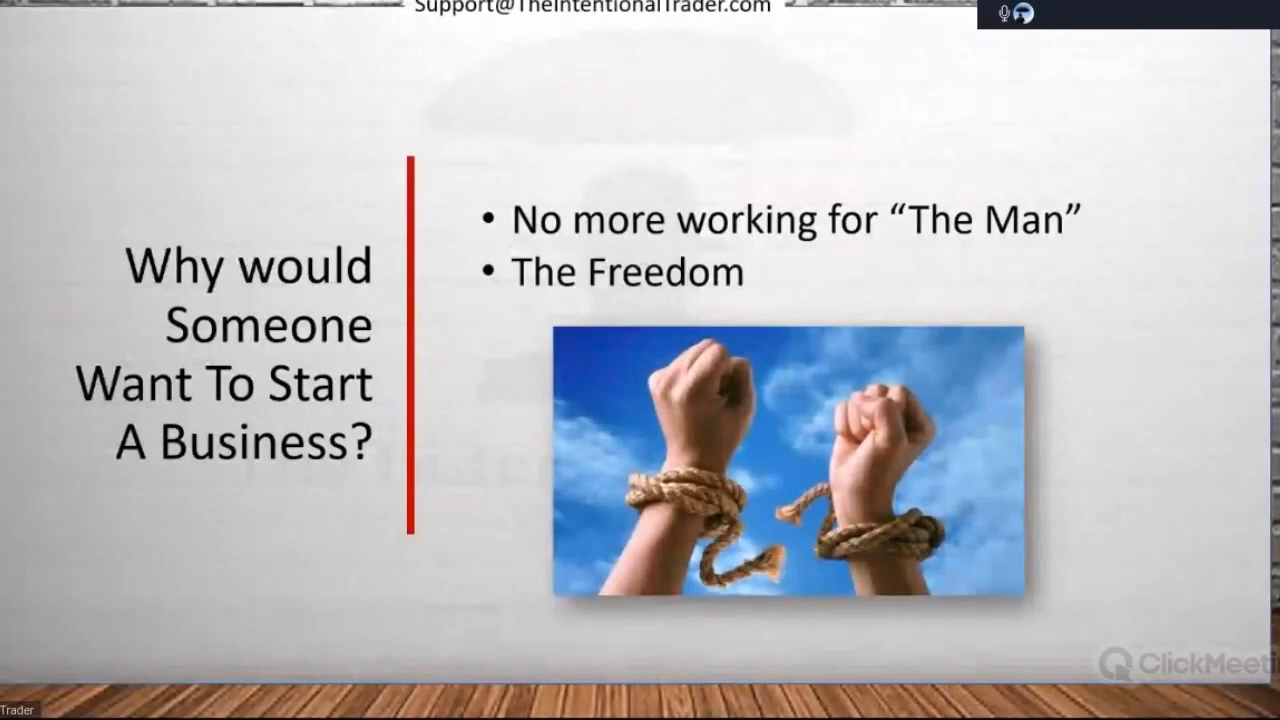 Support@TheIntentionalTrader.com
Why would
Someone
Want To Start
A Business?
• No more working for “The Man”
• The Freedom
ClickMeeti
Trader